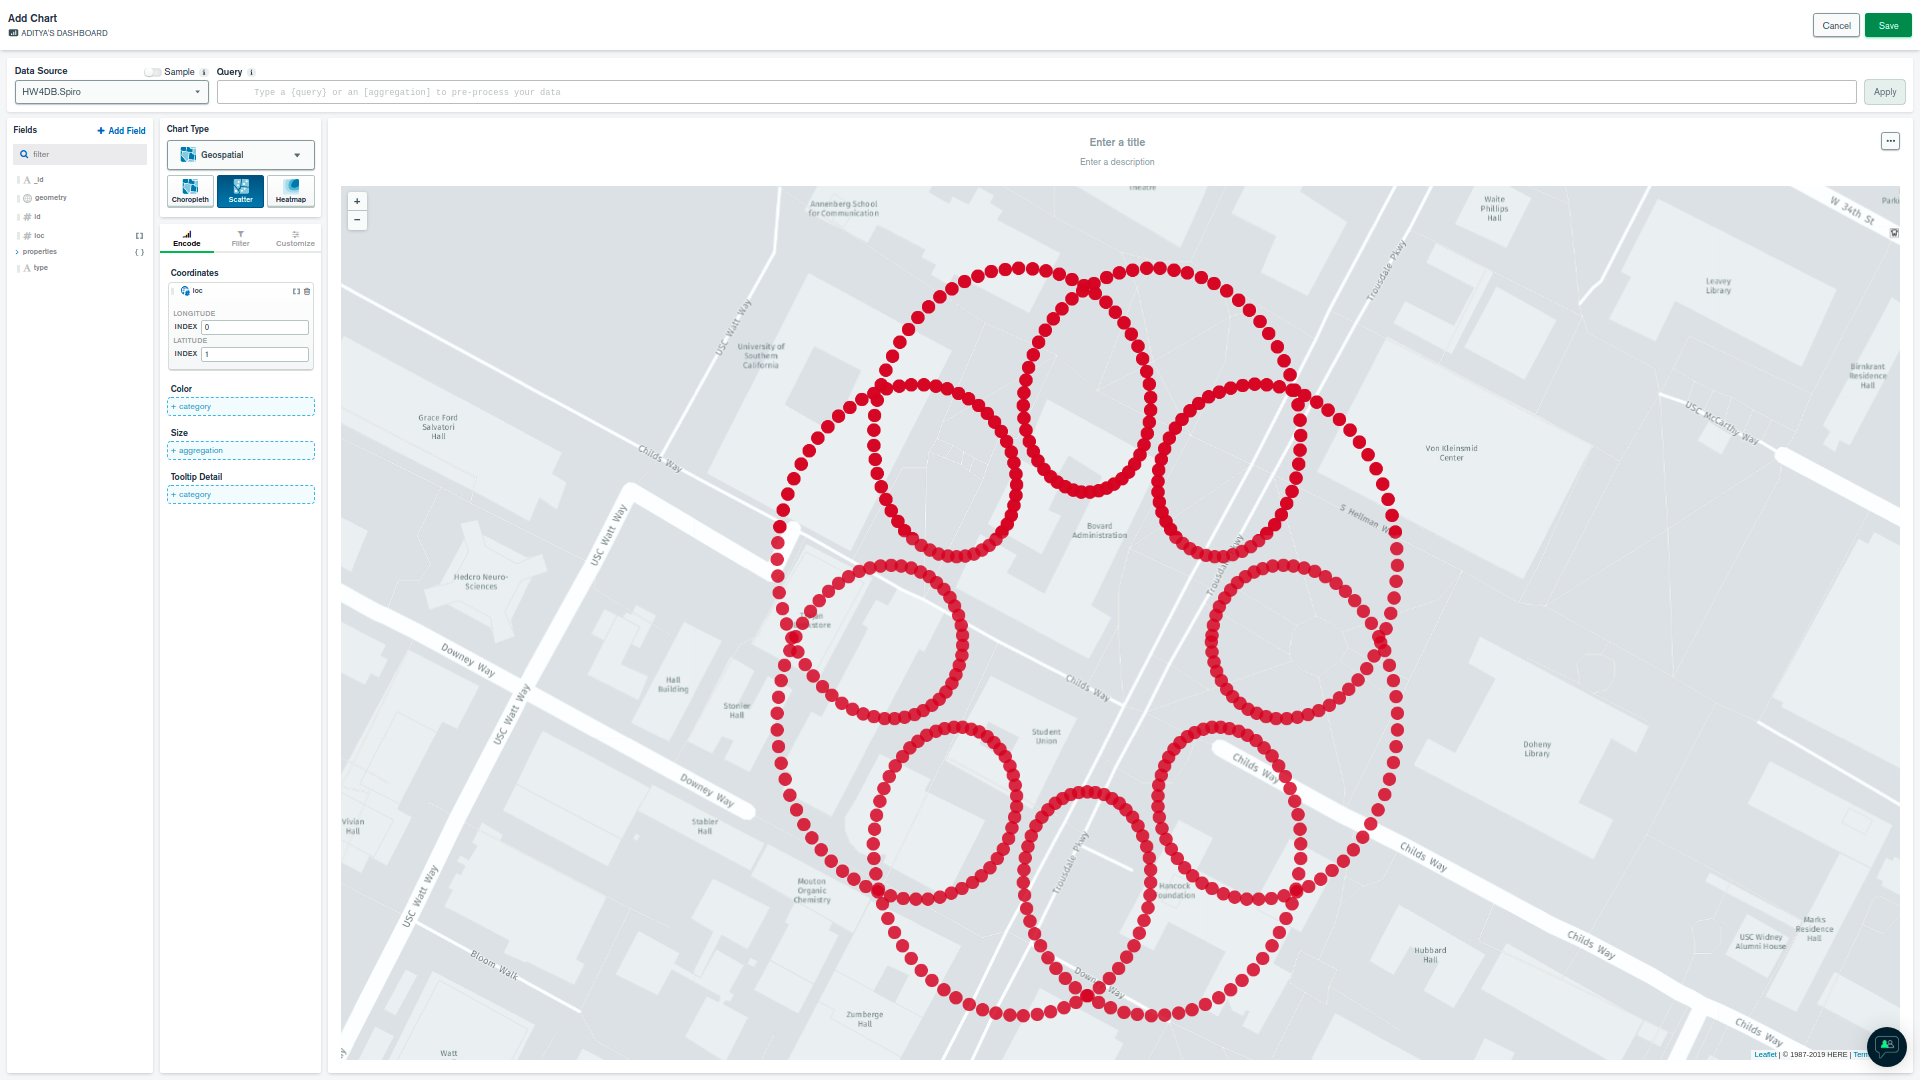 Add Chart
ADITYA'S DASHBOARD
Cancel
Save
Data Source
Sample
Query
HW4DB.Spiro
Type a {query} or an [aggregation] to pre-process your data
Apply
Fields
+ Add Field
filter
A _id
geometry
# id
# loc
[ ]
properties
{ }
A type
Chart Type
Geospatial
Choropleth
Scatter
Heatmap
Encode
Filter
Customize
Coordinates
loc
[ ]
LONGITUDE
INDEX 0
LATITUDE
INDEX 1
Color
+ category
Size
+ aggregation
Tooltip Detail
+ category
Enter a title
Enter a description
...
+
−
Theatre
Annenberg School
for Communication
Waite
Phillips
Hall
W 34th St
Trousdale Pkwy
Leavey
Library
USC Watt Way
University of
Southern
California
Birnkrant
Residence
Hall
USC McCarthy Way
Grace Ford
Salvatori
Hall
Childs Way
Von Kleinsmid
Center
S Hellman
Bovard
Administration
USC Watt Way
Hedcro Neuro-
Sciences
Downey Way
Hall
Building
Stonier
Hall
Childs Way
USC Watt Way
Student
Union
Doheny
Library
Childs Way
Downey Way
Vivian
Hall
Stabler
Hall
Trousdale Pkwy
Childs Way
Mouton
Organic
Chemistry
Hancock
USC Watt Way
Marks
Residence
Hall
USC Widney
Alumni House
Childs Way
Hubbard
Hall
Bloom Walk
Way
Zumberge
Hall
Childs Way
Watt
Leaflet | © 1987-2019 HERE |